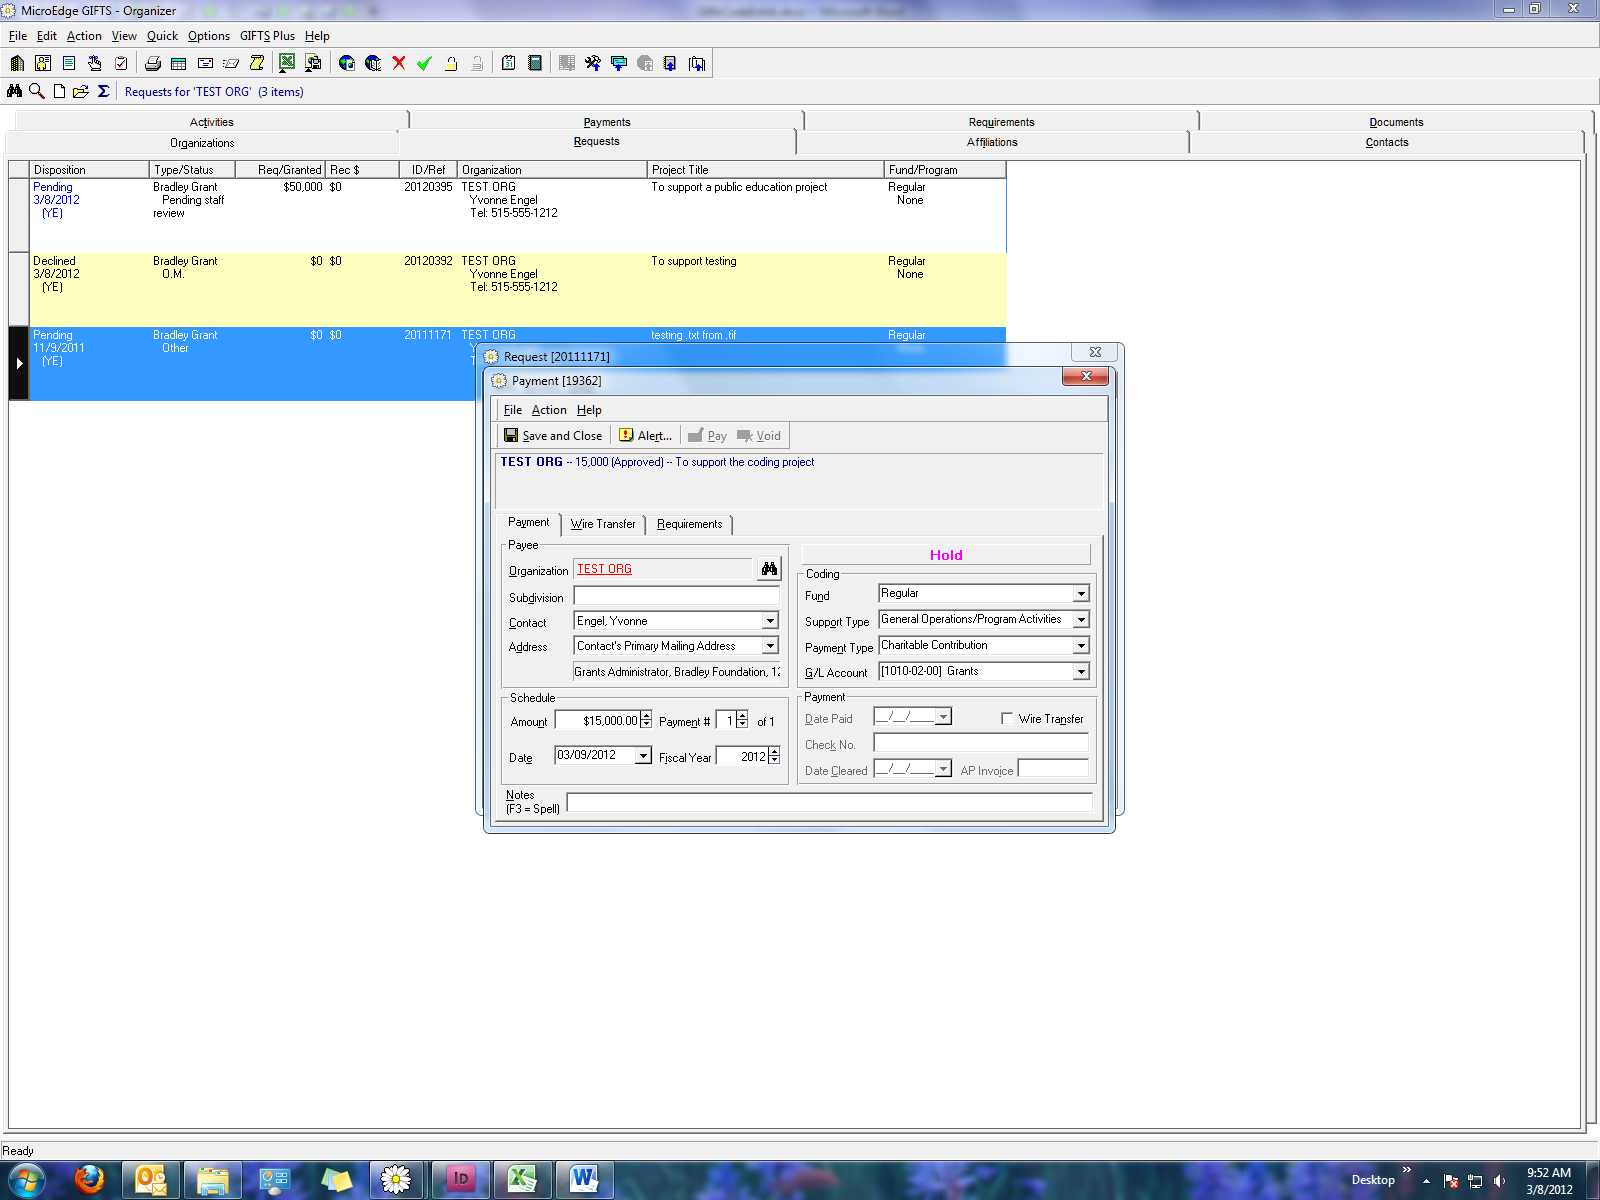 MicroEdge GIFTS - Organizer
File Edit Action View Quick Options GIFTS Plus Help
Requests for 'TEST ORG' (3 items)
Activities Payments Requirements Documents
Organizations Requests Affiliations Contacts
Disposition Type/Status Req/Granted Rec $ ID/Ref Organization Project Title Fund/Program
Pending Bradley Grant $50,000 $0 20120395 TEST ORG To support a public education project Regular
3/8/2012 Pending staff Yvonne Engel None
(YE) review Tel: 515-555-1212
Declined Bradley Grant $0 $0 20120392 TEST ORG To support testing Regular
3/8/2012 O.M. Yvonne Engel None
(YE) Tel: 515-555-1212
Pending Bradley Grant $0 $0 20111171 TEST ORG testing .txt from .tif Regular
11/9/2011 Other
(YE)
Request [20111171]
Payment [19362]
File Action Help
Save and Close Alert... Pay Void
TEST ORG -- 15,000 (Approved) -- To support the coding project
Payment Wire Transfer Requirements
Payee
Organization TEST ORG
Subdivision
Contact Engel, Yvonne
Address Contact's Primary Mailing Address
Grants Administrator, Bradley Foundation, 12
Hold
Coding
Fund Regular
Support Type General Operations/Program Activities
Payment Type Charitable Contribution
G/L Account [1010-02-00] Grants
Schedule
Amount $15,000.00 Payment # 1 of 1
Date 03/09/2012 Fiscal Year 2012
Payment
Date Paid __/__/____ Wire Transfer
Check No.
Date Cleared __/__/____ AP Invoice
Notes
(F3 = Spell)
Ready
Desktop
9:52 AM
3/8/2012